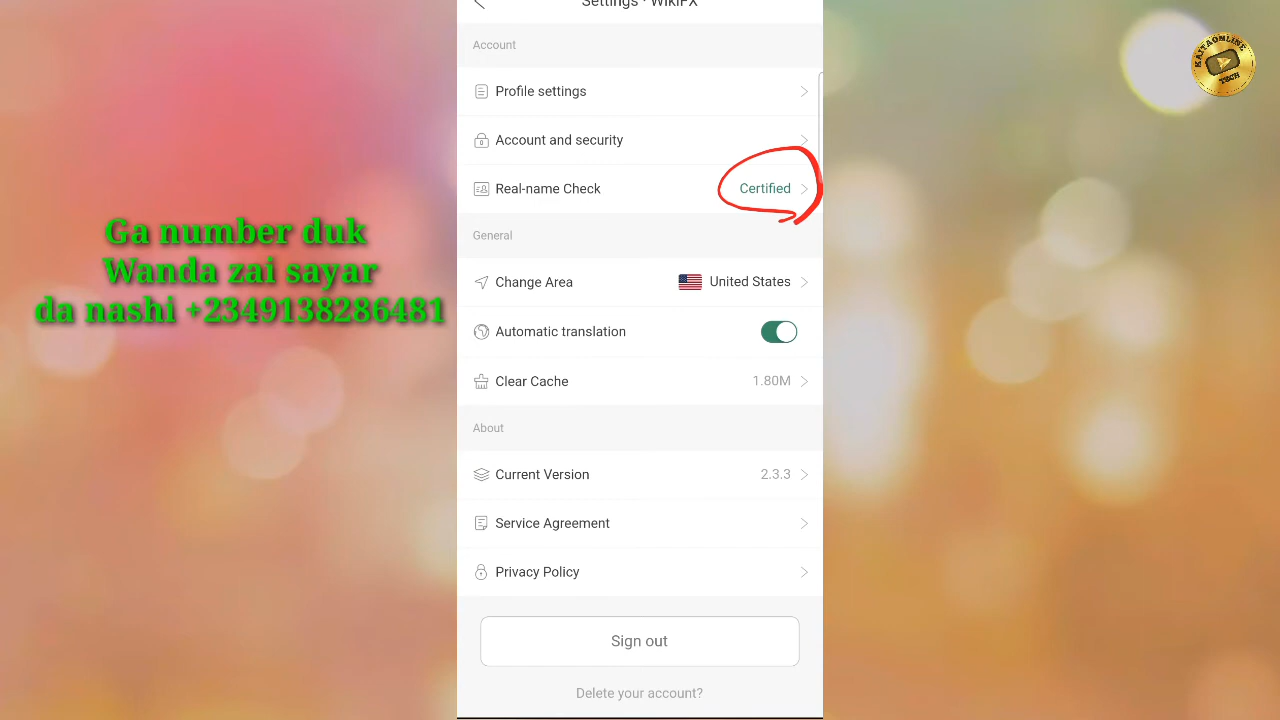 Settings · WikiFX
Account
Profile settings
Account and security
Real-name Check Certified
General
Change Area United States
Automatic translation
Clear Cache 1.80M
About
Current Version 2.3.3
Service Agreement
Privacy Policy
Sign out
Delete your account?
Ga number duk
Wanda zai sayar
da nashi +2349138286481
KAITAONLINE
TECH